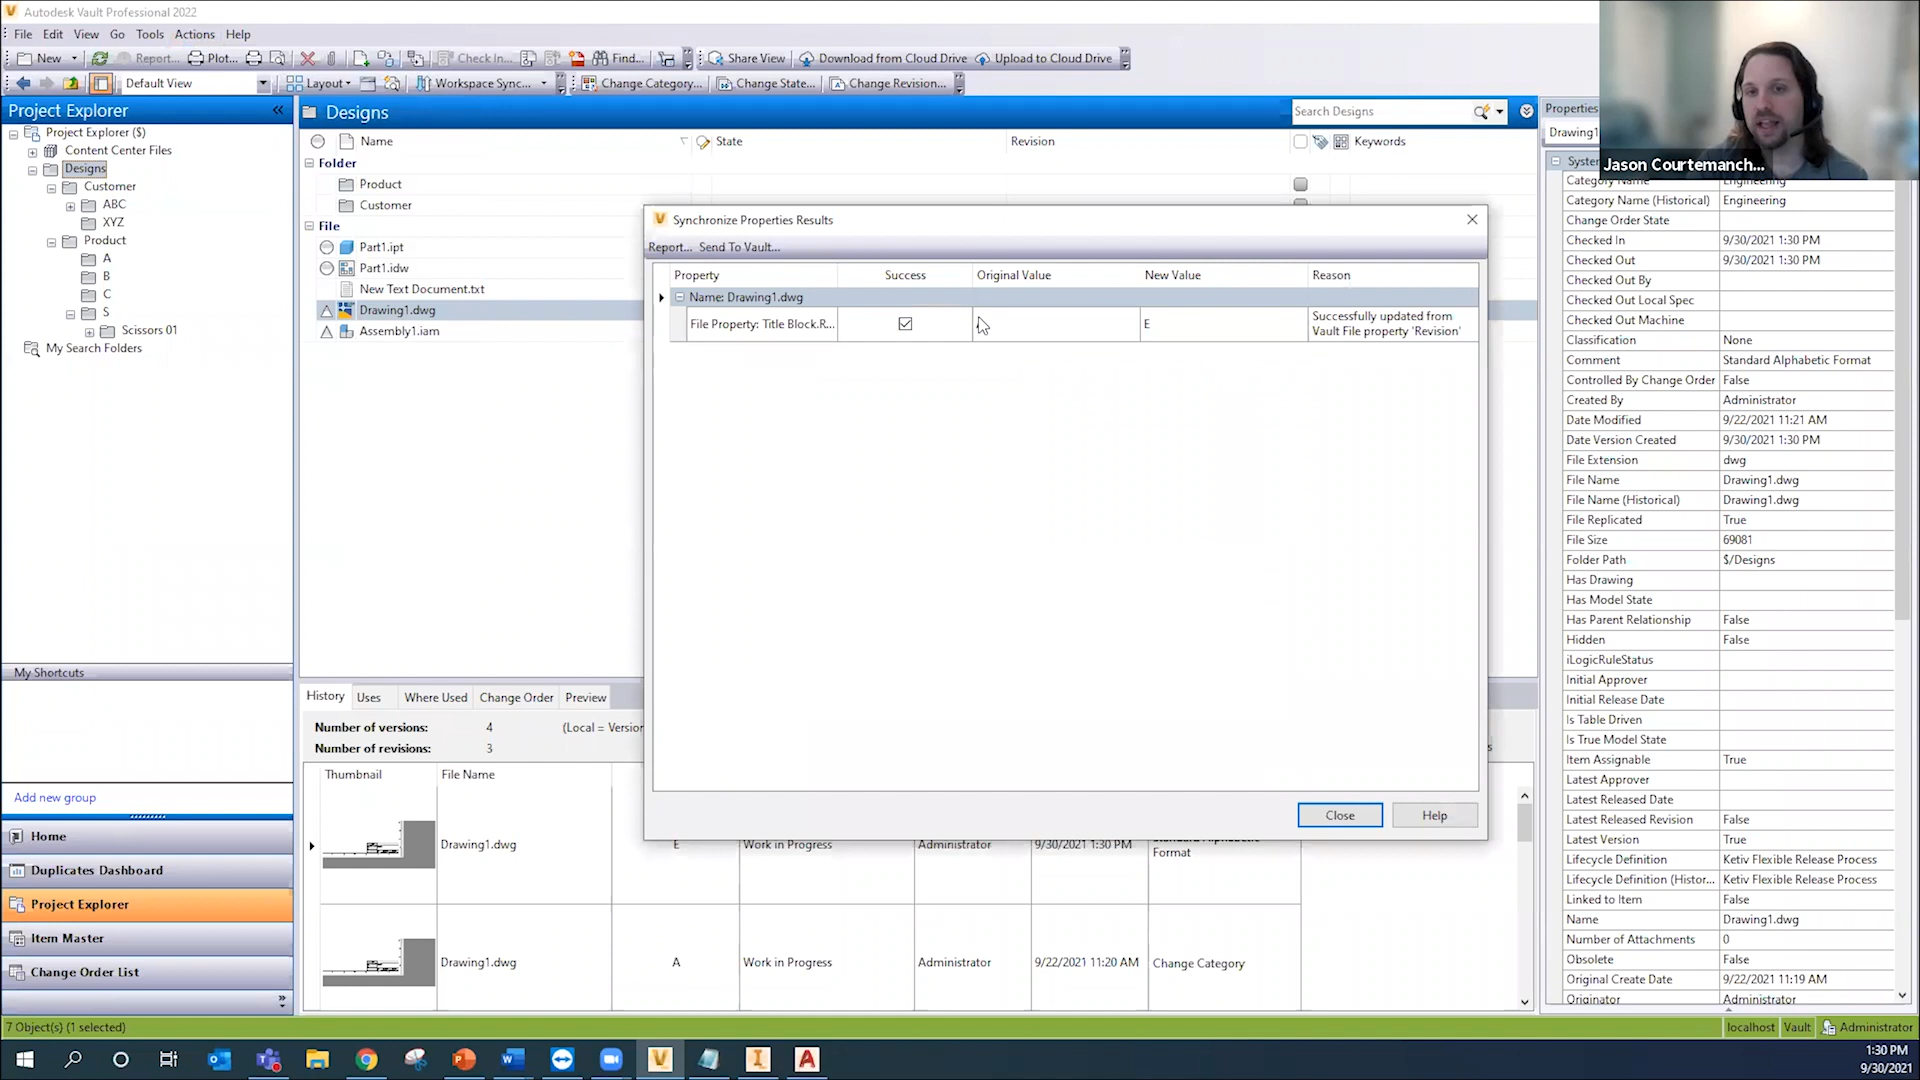 Autodesk Vault Professional 2022
File Edit View Go Tools Actions Help
New Report... Plot... Check In... Find... Share View Download from Cloud Drive Upload to Cloud Drive
Default View Layout Workspace Sync... Change Category... Change State... Change Revision...
Project Explorer
Project Explorer ($)
Content Center Files
Designs
Customer
ABC
XYZ
Product
A
B
C
S
Scissors 01
My Search Folders
My Shortcuts
Add new group
Home
Duplicates Dashboard
Project Explorer
Item Master
Change Order List
Designs
Search Designs
Name State Revision Keywords
Folder
Product
Customer
File
Part1.ipt
Part1.idw
New Text Document.txt
Drawing1.dwg
Assembly1.iam
Synchronize Properties Results
Report... Send To Vault...
Property Success Original Value New Value Reason
Name: Drawing1.dwg
File Property: Title Block.R... E Successfully updated from
Vault File property 'Revision'
Close Help
History Uses Where Used Change Order Preview
Number of versions: 4 (Local = Version
Number of revisions: 3
Thumbnail File Name
Drawing1.dwg E Work in Progress Administrator 9/30/2021 1:30 PM Standard Alphabetic
Format
Drawing1.dwg A Work in Progress Administrator 9/22/2021 11:20 AM Change Category
Jason Courtemanch...
Properties
Drawing1
System
Category Name Engineering
Category Name (Historical) Engineering
Change Order State
Checked In 9/30/2021 1:30 PM
Checked Out 9/30/2021 1:30 PM
Checked Out By
Checked Out Local Spec
Checked Out Machine
Classification None
Comment Standard Alphabetic Format
Controlled By Change Order False
Created By Administrator
Date Modified 9/22/2021 11:21 AM
Date Version Created 9/30/2021 1:30 PM
File Extension dwg
File Name Drawing1.dwg
File Name (Historical) Drawing1.dwg
File Replicated True
File Size 69081
Folder Path $/Designs
Has Drawing
Has Model State
Has Parent Relationship False
Hidden False
iLogicRuleStatus
Initial Approver
Initial Release Date
Is Table Driven
Is True Model State
Item Assignable True
Latest Approver
Latest Released Date
Latest Released Revision False
Latest Version True
Lifecycle Definition Ketiv Flexible Release Process
Lifecycle Definition (Histor... Ketiv Flexible Release Process
Linked to Item False
Name Drawing1.dwg
Number of Attachments 0
Obsolete False
Original Create Date 9/22/2021 11:19 AM
Originator Administrator
7 Object(s) (1 selected) localhost Vault Administrator
1:30 PM
9/30/2021